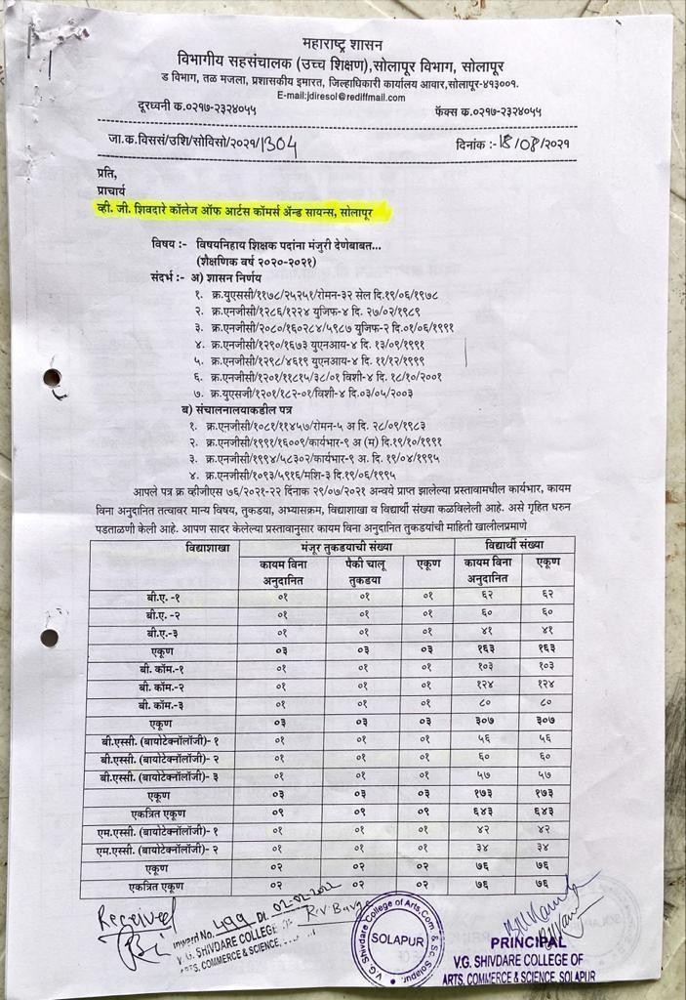 महाराष्ट्र शासन
विभागीय सहसंचालक (उच्च शिक्षण),सोलापूर विभाग, सोलापूर
ड विभाग, तळ मजला, प्रशासकीय इमारत, जिल्हाधिकारी कार्यालय आवार,सोलापूर-४१३००१.
E-mail:jdiresol@rediffmail.com
दूरध्वनी क.०२१७-२३२४०५५ फॅक्स क.०२१७-२३२४०५५
जा.क.विससं/उशि/सोविसो/२०२१/1304 दिनांक :-18/08/२०२१
प्रति,
प्राचार्य
व्ही. जी. शिवदारे कॉलेज ऑफ आर्टस कॉमर्स ॲन्ड सायन्स, सोलापूर
विषय :- विषयनिहाय शिक्षक पदांना मंजुरी देणेबाबत...
(शैक्षणिक वर्ष २०२०-२०२१)
संदर्भ :- अ) शासन निर्णय
१. क्र.युएससी/११७८/२५२५१/रोमन-३२ सेल दि.१९/०६/१९७८
२. क्र.एनजीसी/१२८६/१२२४ युजिफ-४ दि. २७/०२/१९८९
३. क्र.एनजीसी/२०८०/१६०२८४/५९८७ युजिफ-२ दि.०१/०६/१९९१
४. क्र.एनजीसी/१२९०/१६७३ युएनआय-४ दि. १३/०९/१९९१
५. क्र.एनजीसी/१२९८/४६१९ युएनआय-४ दि. ११/१२/१९९९
६. क्र.एनजीसी/१२०१/११८१५/३८/०१ विशी-४ दि. १८/१०/२००१
७. क्र.युएसजी/१२०१/१८२-०१/विशी-४ दि.०३/०५/२००३
ब) संचालनालयाकडील पत्र
१. क्र.एनजीसी/१०८१/११४५७/रोमन-५ अ दि. २८/०९/१९८३
२. क्र.एनजीसी/१९९१/१६००९/कार्यभार-९ अ (म) दि.१९/१०/१९९१
३. क्र.एनजीसी/१९९४/५८३०२/कार्यभार-९ अ. दि. १९/०४/१९९५
४. क्र.एनजीसी/१०९३/५९१६/मशि-३ दि.१९/०६/१९९५
आपले पत्र क्र व्हीजीएस ७६/२०२१-२२ दिनांक २९/०७/२०२१ अन्वये प्राप्त झालेल्या प्रस्तावामधील कार्यभार, कायम
विना अनुदानित तत्वावर मान्य विषय, तुकडया, अभ्यासक्रम, विद्याशाखा व विद्यार्थी संख्या कळविलेली आहे. असे गृहित धरुन
पडताळणी केली आहे. आपण सादर केलेल्या प्रस्तावानुसार कायम विना अनुदानित तुकडयांची माहिती खालीलप्रमाणे
विद्याशाखा मंजूर तुकडयाची संख्या विद्यार्थी संख्या
कायम विना पैकी चालू एकूण कायम विना एकूण
अनुदानित तुकडया अनुदानित
बी.ए. -१ ०१ ०१ ०१ ६२ ६२
बी.ए. -२ ०१ ०१ ०१ ६० ६०
बी.ए.-३ ०१ ०१ ०१ ४१ ४१
एकूण ०३ ०३ ०३ १६३ १६३
बी. कॉम.-१ ०१ ०१ ०१ १०३ १०३
बी. कॉम.-२ ०१ ०१ ०१ १२४ १२४
बी. कॉम.-३ ०१ ०१ ०१ ८० ८०
एकूण ०३ ०३ ०३ ३०७ ३०७
बी.एस्सी. (बायोटेक्नॉलॉजी)- १ ०१ ०१ ०१ ५६ ५६
बी.एस्सी. (बायोटेक्नॉलॉजी)- २ ०१ ०१ ०१ ६० ६०
बी.एस्सी. (बायोटेक्नॉलॉजी)- ३ ०१ ०१ ०१ ५७ ५७
एकूण ०३ ०३ ०३ १७३ १७३
एकत्रित एकूण ०९ ०९ ०९ ६४३ ६४३
एम.एस्सी. (बायोटेक्नॉलॉजी)-१ ०१ ०१ ०१ ४२ ४२
एम.एस्सी. (बायोटेक्नॉलॉजी)- २ ०१ ०१ ०१ ३४ ३४
एकूण ०२ ०२ ०२ ७६ ७६
एकत्रित एकूण ०२ ०२ ०२ ७६ ७६
Received
Inward No. 499 Dt. 02-02-2022
V.G. SHIVDARE COLLEGE OF
ARTS, COMMERCE & SCIENCE,
V.G. Shivdare College of Arts, Com. & Sc. Solapur.
SOLAPUR
PRINCIPAL
V.G. SHIVDARE COLLEGE OF
ARTS, COMMERCE & SCIENCE, SOLAPUR